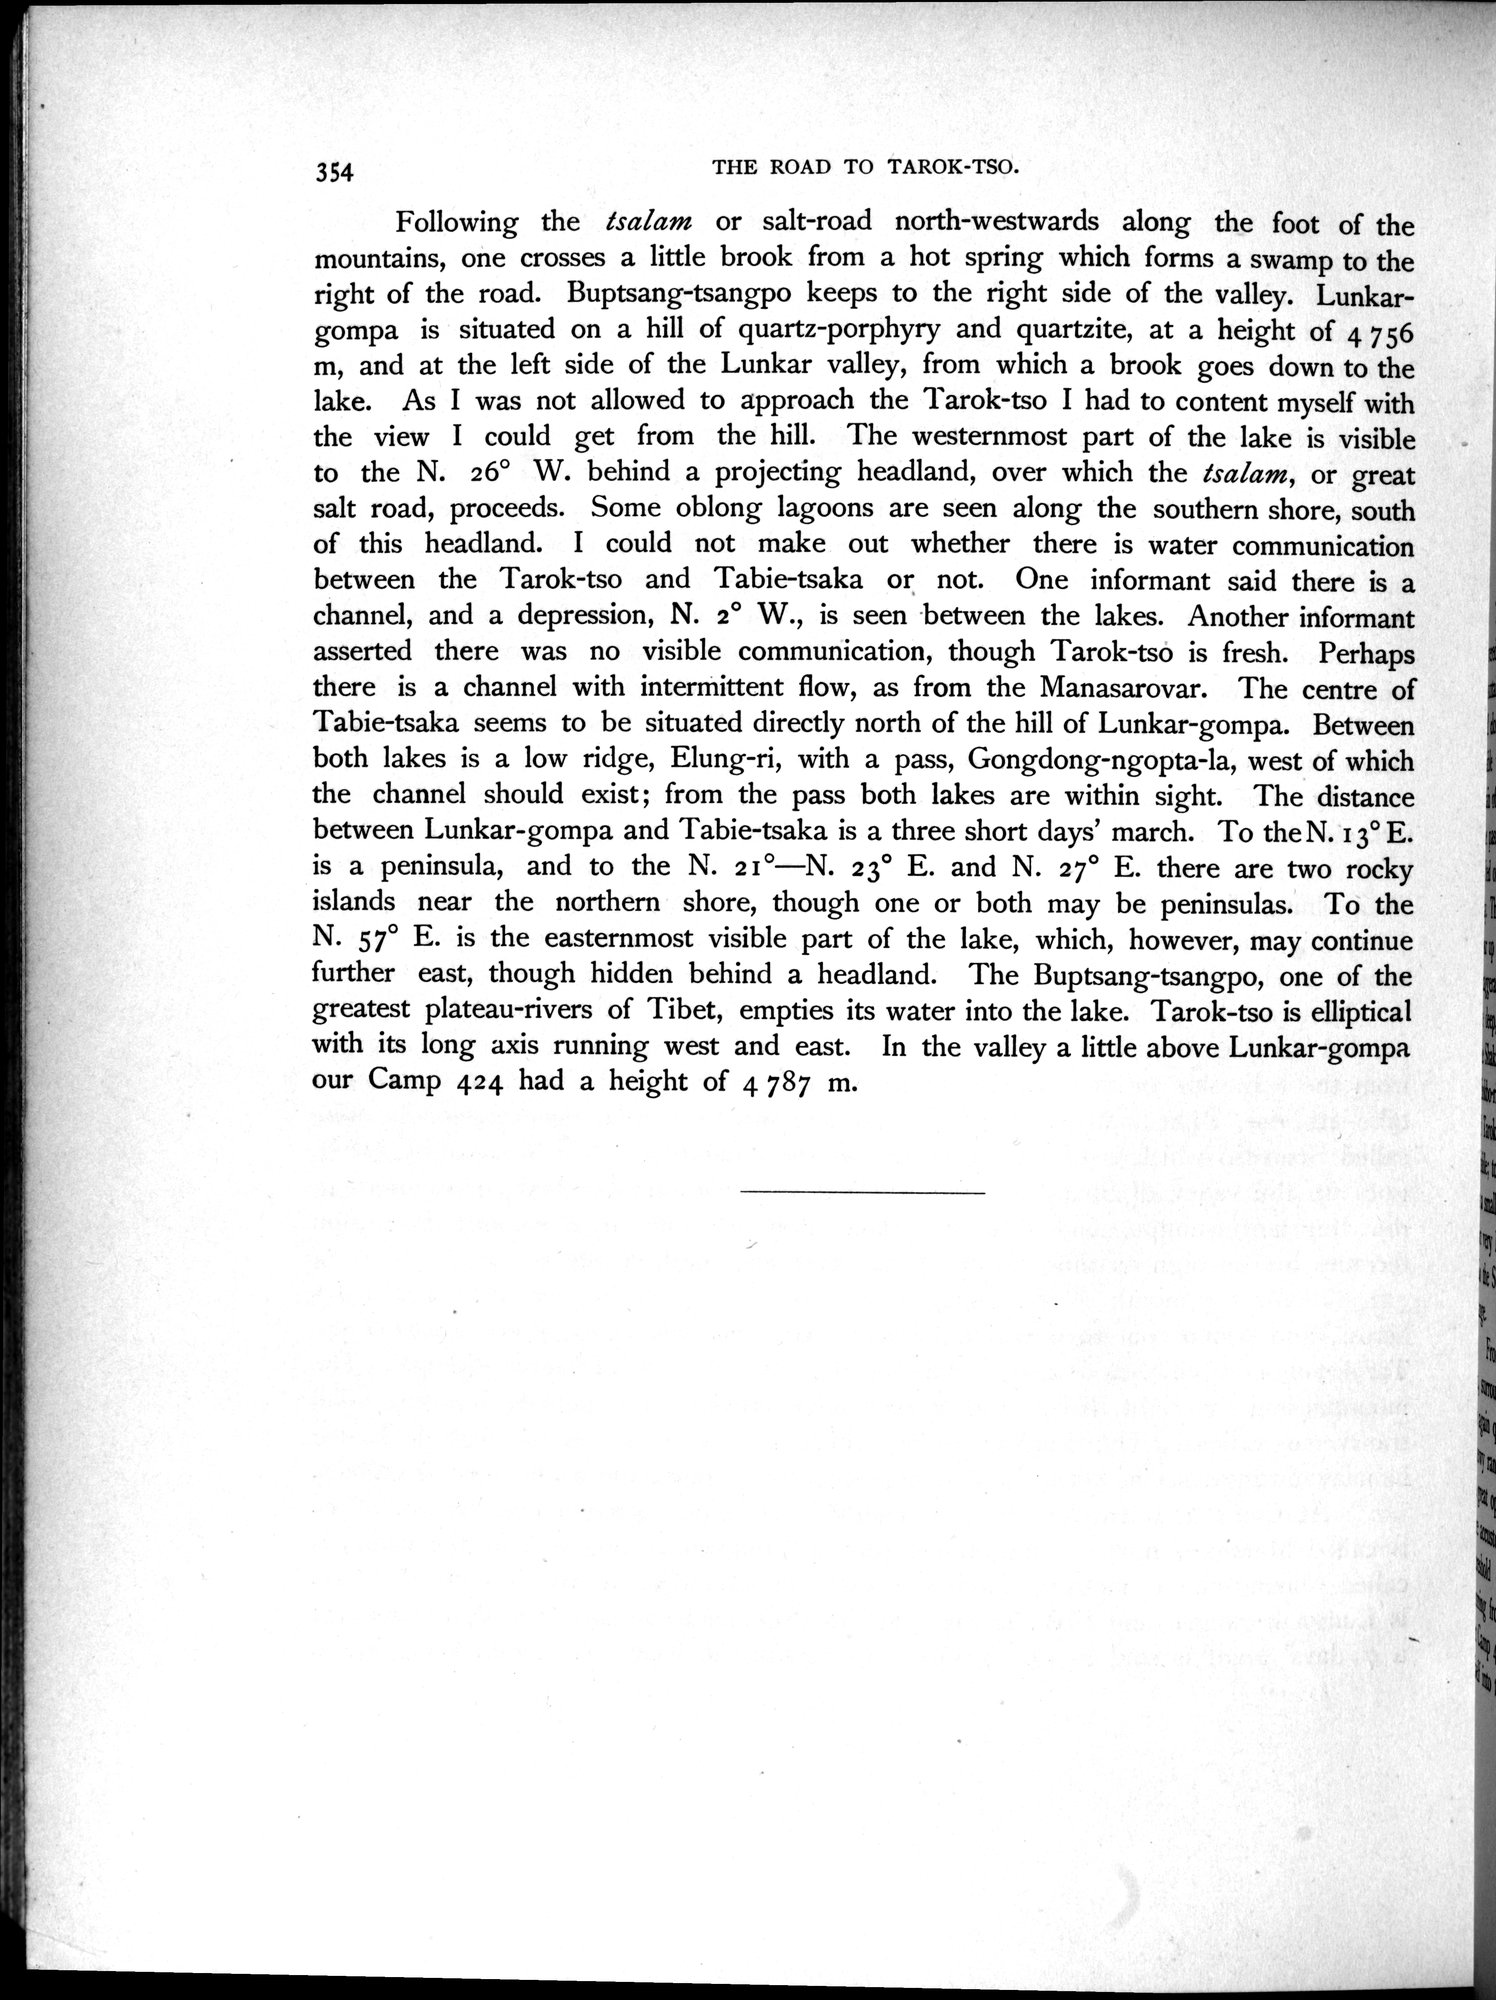 354 THE ROAD TO TAROK-TSO.
Following the tsalam or salt-road north-westwards along the foot of the
mountains, one crosses a little brook from a hot spring which forms a swamp to the
right of the road. Buptsang-tsangpo keeps to the right side of the valley. Lunkar-
gompa is situated on a hill of quartz-porphyry and quartzite, at a height of 4 756
m, and at the left side of the Lunkar valley, from which a brook goes down to the
lake. As I was not allowed to approach the Tarok-tso I had to content myself with
the view I could get from the hill. The westernmost part of the lake is visible
to the N. 26° W. behind a projecting headland, over which the tsalam, or great
salt road, proceeds. Some oblong lagoons are seen along the southern shore, south
of this headland. I could not make out whether there is water communication
between the Tarok-tso and Tabie-tsaka or not. One informant said there is a
channel, and a depression, N. 2° W., is seen between the lakes. Another informant
asserted there was no visible communication, though Tarok-tso is fresh. Perhaps
there is a channel with intermittent flow, as from the Manasarovar. The centre of
Tabie-tsaka seems to be situated directly north of the hill of Lunkar-gompa. Between
both lakes is a low ridge, Elung-ri, with a pass, Gongdong-ngopta-la, west of which
the channel should exist; from the pass both lakes are within sight. The distance
between Lunkar-gompa and Tabie-tsaka is a three short days' march. To the N. 13° E.
is a peninsula, and to the N. 21°—N. 23° E. and N. 27° E. there are two rocky
islands near the northern shore, though one or both may be peninsulas. To the
N. 57° E. is the easternmost visible part of the lake, which, however, may continue
further east, though hidden behind a headland. The Buptsang-tsangpo, one of the
greatest plateau-rivers of Tibet, empties its water into the lake. Tarok-tso is elliptical
with its long axis running west and east. In the valley a little above Lunkar-gompa
our Camp 424 had a height of 4 787 m.